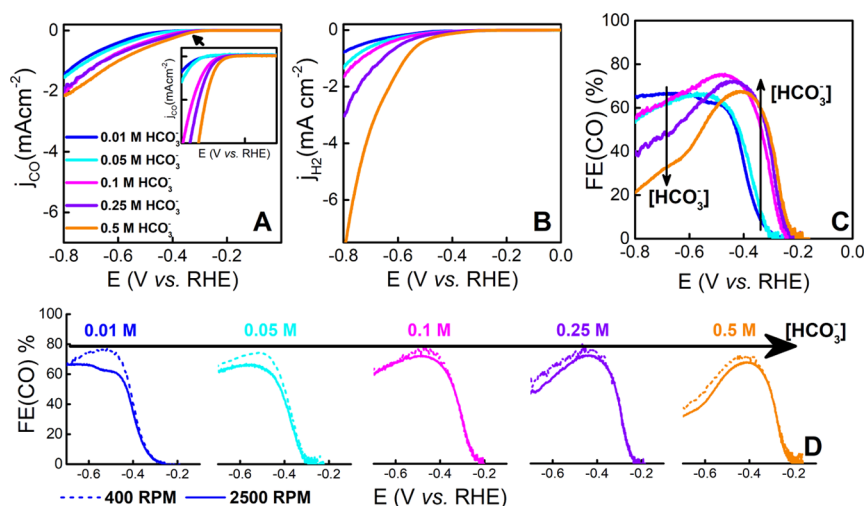 0
-2
-4
-6
j_CO(mAcm⁻²)
j_CO(mAcm⁻²)
E (V vs. RHE)
0.01 M HCO₃⁻
0.05 M HCO₃⁻
0.1 M HCO₃⁻
0.25 M HCO₃⁻
0.5 M HCO₃⁻
A
-0.8 -0.6 -0.4 -0.2
E (V vs. RHE)
0
-2
-4
-6
j_H2(mA cm⁻²)
B
-0.8 -0.6 -0.4 -0.2 0.0
E (V vs. RHE)
100
80
60
40
20
0
FE(CO) (%)
[HCO₃⁻]
[HCO₃⁻]
C
-0.8 -0.6 -0.4 -0.2 0.0
E (V vs. RHE)
100
80
60
40
20
0
FE(CO) %
0.01 M 0.05 M 0.1 M 0.25 M 0.5 M [HCO₃⁻]
D
-0.6 -0.4 -0.2 -0.6 -0.4 -0.2 -0.6 -0.4 -0.2 -0.6 -0.4 -0.2 -0.6 -0.4 -0.2
E (V vs. RHE)
400 RPM 2500 RPM